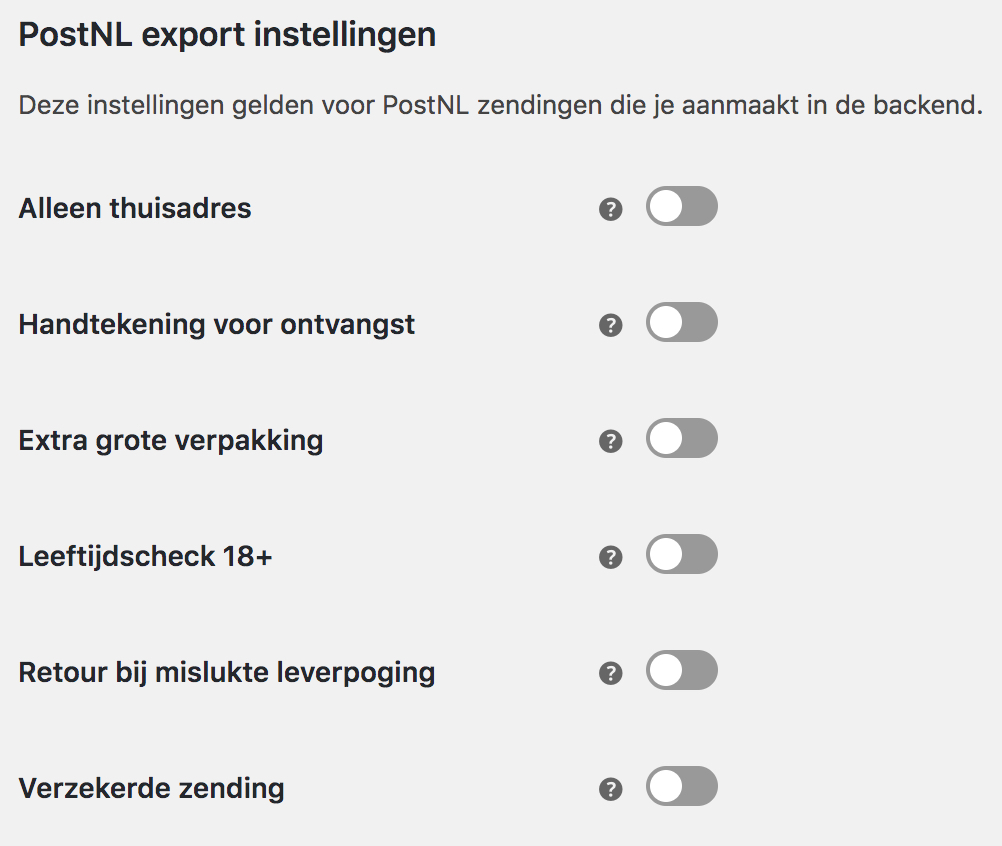 PostNL export instellingen
Deze instellingen gelden voor PostNL zendingen die je aanmaakt in de backend.
Alleen thuisadres ?
Handtekening voor ontvangst ?
Extra grote verpakking ?
Leeftijdscheck 18+ ?
Retour bij mislukte leverpoging ?
Verzekerde zending ?